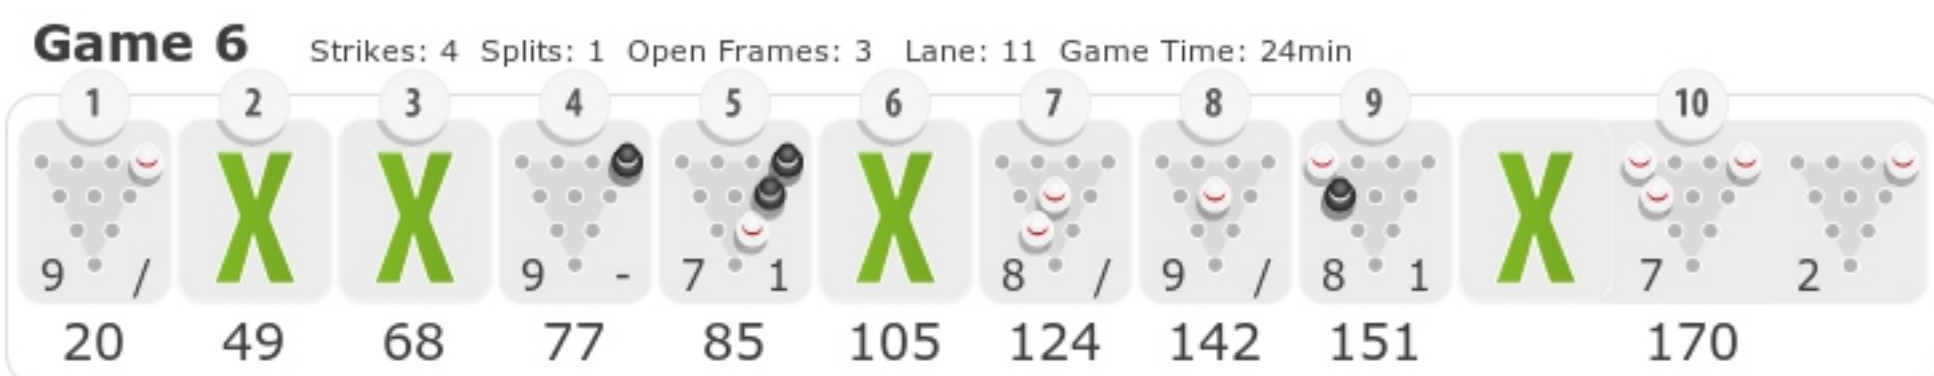 Game 6 Strikes: 4 Splits: 1 Open Frames: 3 Lane: 11 Game Time: 24min
1 2 3 4 5 6 7 8 9 10
X X X X
9 / 9 - 7 1 8 / 9 / 8 1 7 2
20 49 68 77 85 105 124 142 151 170